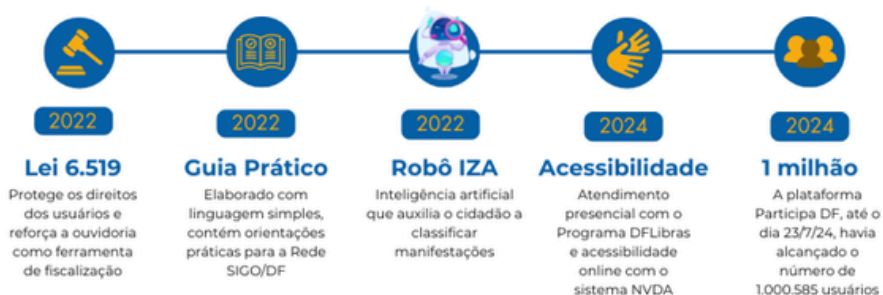 2022
Lei 6.519
Protege os direitos
dos usuários e
reforça a ouvidoria
como ferramenta
de fiscalização
2022
Guia Prático
Elaborado com
linguagem simples,
contém orientações
práticas para a Rede
SIGO/DF
2022
Robô IZA
Inteligência artificial
que auxilia o cidadão a
classificar
manifestações
2024
Acessibilidade
Atendimento
presencial com o
Programa DFLibras
e acessibilidade
online com o
sistema NVDA
2024
1 milhão
A plataforma
Participa DF, até o
dia 23/7/24, havia
alcançado o
número de
1.000.585 usuários